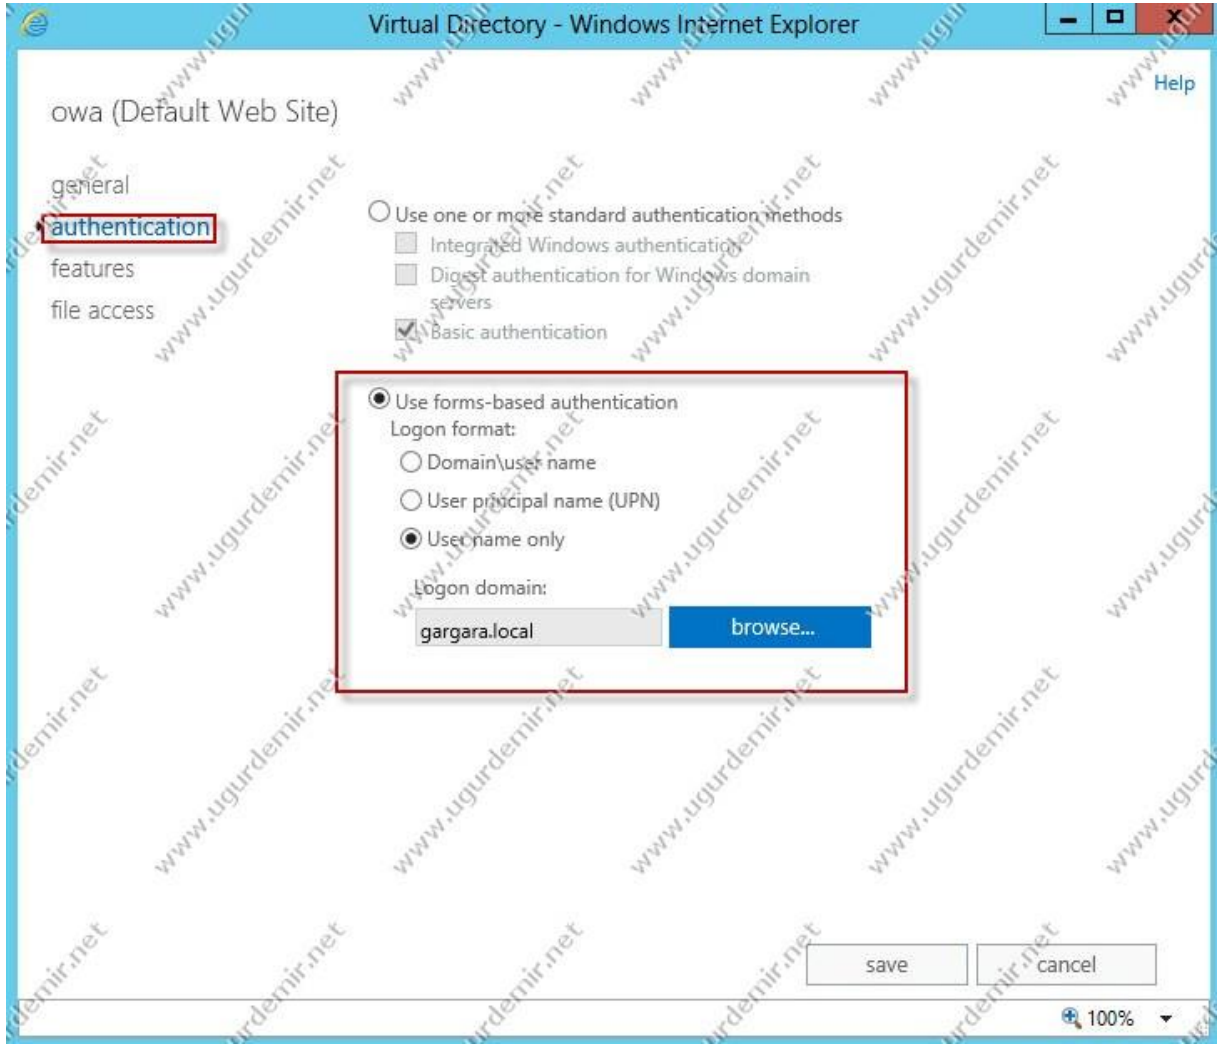 Virtual Directory - Windows Internet Explorer
Help
owa (Default Web Site)
general
authentication
features
file access
Use one or more standard authentication methods
Integrated Windows authentication
Digest authentication for Windows domain
servers
Basic authentication
Use forms-based authentication
Logon format:
Domain\user name
User principal name (UPN)
User name only
Logon domain:
gargara.local
browse...
save
cancel
100%
www.ugurdemir.net